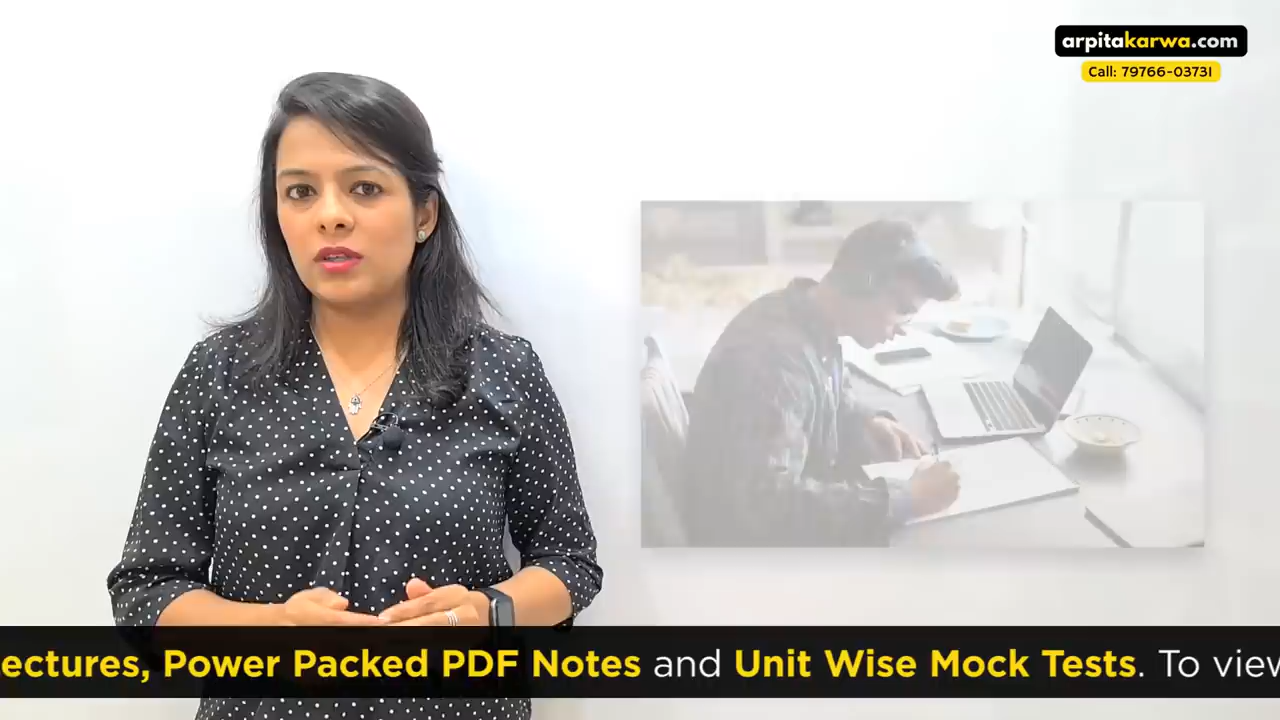 arpitakarwa.com
Call: 79766-03731
ectures, Power Packed PDF Notes and Unit Wise Mock Tests. To view